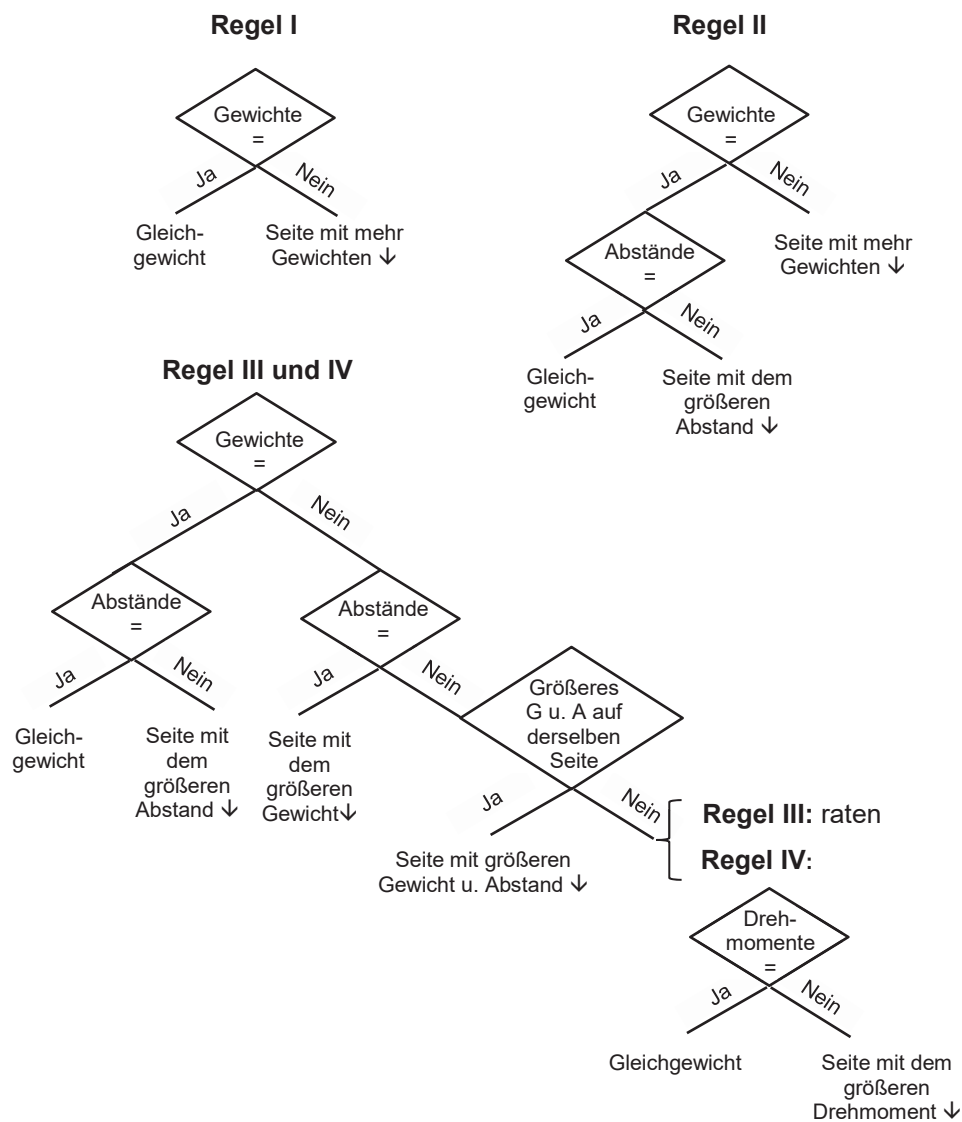 Regel I
Gewichte
=
Ja
Nein
Gleich-
gewicht
Seite mit mehr
Gewichten ↓
Regel II
Gewichte
=
Ja
Nein
Abstände
=
Seite mit mehr
Gewichten ↓
Ja
Nein
Gleich-
gewicht
Seite mit dem
größeren
Abstand ↓
Regel III und IV
Gewichte
=
Ja
Nein
Abstände
=
Ja
Nein
Gleich-
gewicht
Seite mit
dem
größeren
Abstand ↓
Abstände
=
Ja
Nein
Seite mit
dem
größeren
Gewicht↓
Größeres
G u. A auf
derselben
Seite
Ja
Nein
Seite mit größeren
Gewicht u. Abstand ↓
Regel III: raten
Regel IV:
Dreh-
momente
=
Ja
Nein
Gleichgewicht
Seite mit dem
größeren
Drehmoment ↓